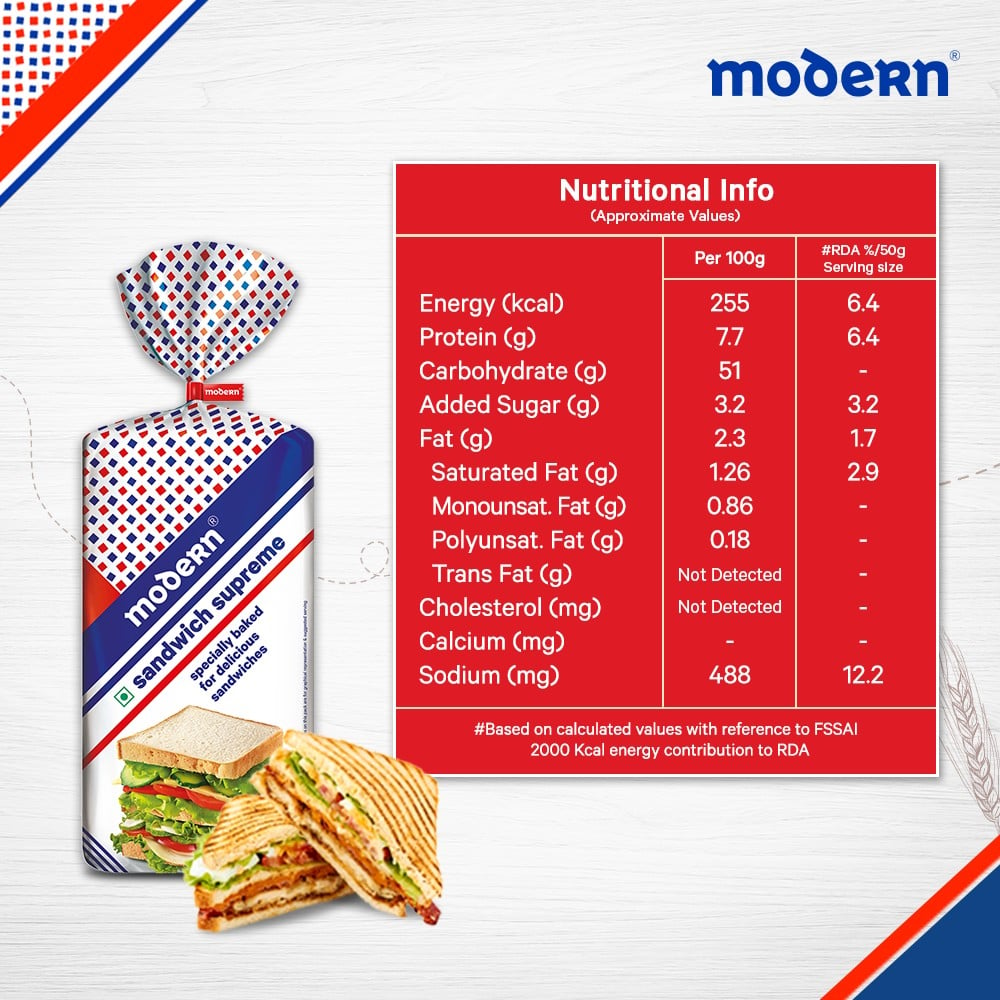 modern®
Nutritional Info
(Approximate Values)
Per 100g #RDA %/50g Serving size
Energy (kcal) 255 6.4
Protein (g) 7.7 6.4
Carbohydrate (g) 51 -
Added Sugar (g) 3.2 3.2
Fat (g) 2.3 1.7
Saturated Fat (g) 1.26 2.9
Monounsat. Fat (g) 0.86 -
Polyunsat. Fat (g) 0.18 -
Trans Fat (g) Not Detected -
Cholesterol (mg) Not Detected -
Calcium (mg) - -
Sodium (mg) 488 12.2
#Based on calculated values with reference to FSSAI
2000 Kcal energy contribution to RDA
modern
modern®
sandwich supreme
specially baked
for delicious
sandwiches